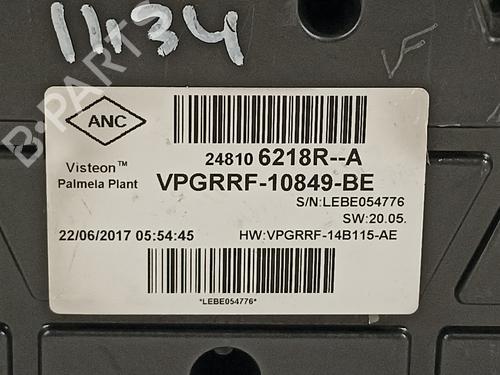 1434
B-PARTS
ANC
24810 6218R--A
Visteon™
Palmela Plant
VPGRRF-10849-BE
S/N:LEBE054776
SW:20.05.
22/06/2017 05:54:45
HW:VPGRRF-14B115-AE
*LEBE054776*